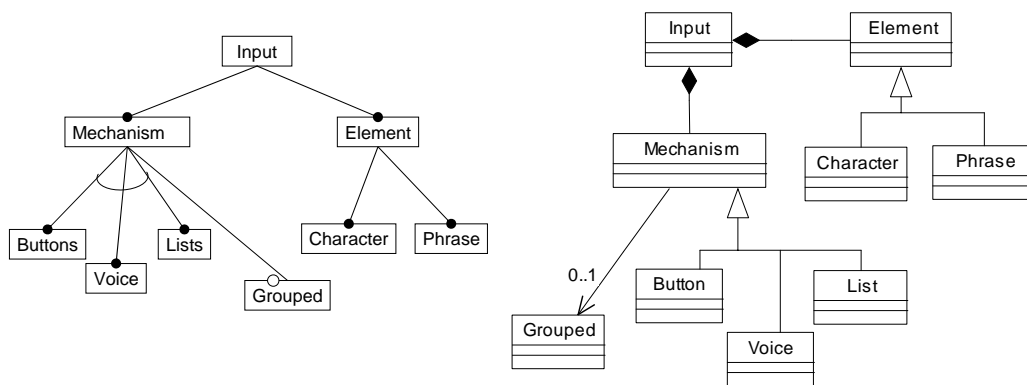 Input
Mechanism
Element
Buttons
Voice
Lists
Grouped
Character
Phrase
Input
Element
Mechanism
Character
Phrase
0..1
Grouped
Button
List
Voice